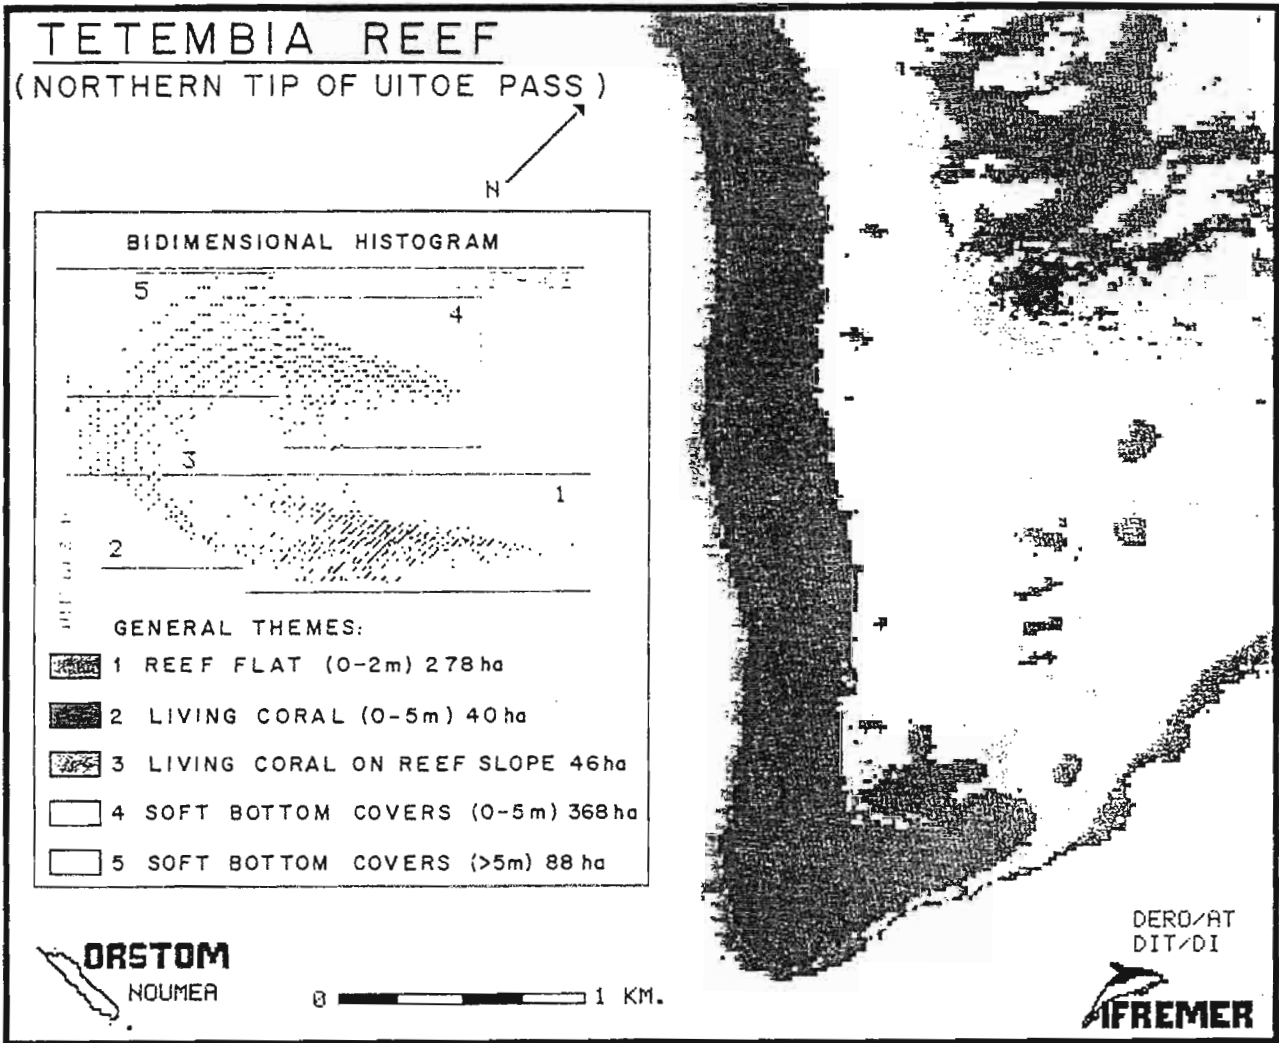 TETEMBIA REEF
(NORTHERN TIP OF UITOE PASS)
N
BIDIMENSIONAL HISTOGRAM
5
4
3
1
2
GENERAL THEMES:
1 REEF FLAT (0-2m) 278 ha
2 LIVING CORAL (0-5m) 40 ha
3 LIVING CORAL ON REEF SLOPE 46 ha
4 SOFT BOTTOM COVERS (0-5m) 368 ha
5 SOFT BOTTOM COVERS (>5m) 88 ha
ORSTOM
NOUMEA
0 1 KM.
DERO/AT
DIT/DI
IFREMER